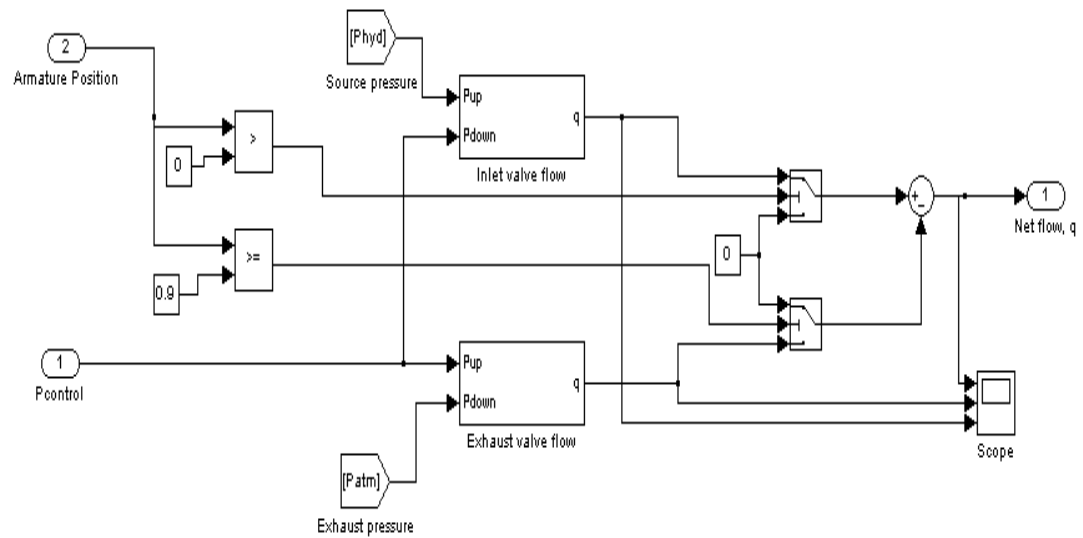 2
Armature Position
[Phyd]
Source pressure
Pup
Pdown
q
Inlet valve flow
>
0
>=
0.9
0
+
-
1
Net flow, q
1
Pcontrol
Pup
Pdown
q
Exhaust valve flow
[Patm]
Exhaust pressure
Scope